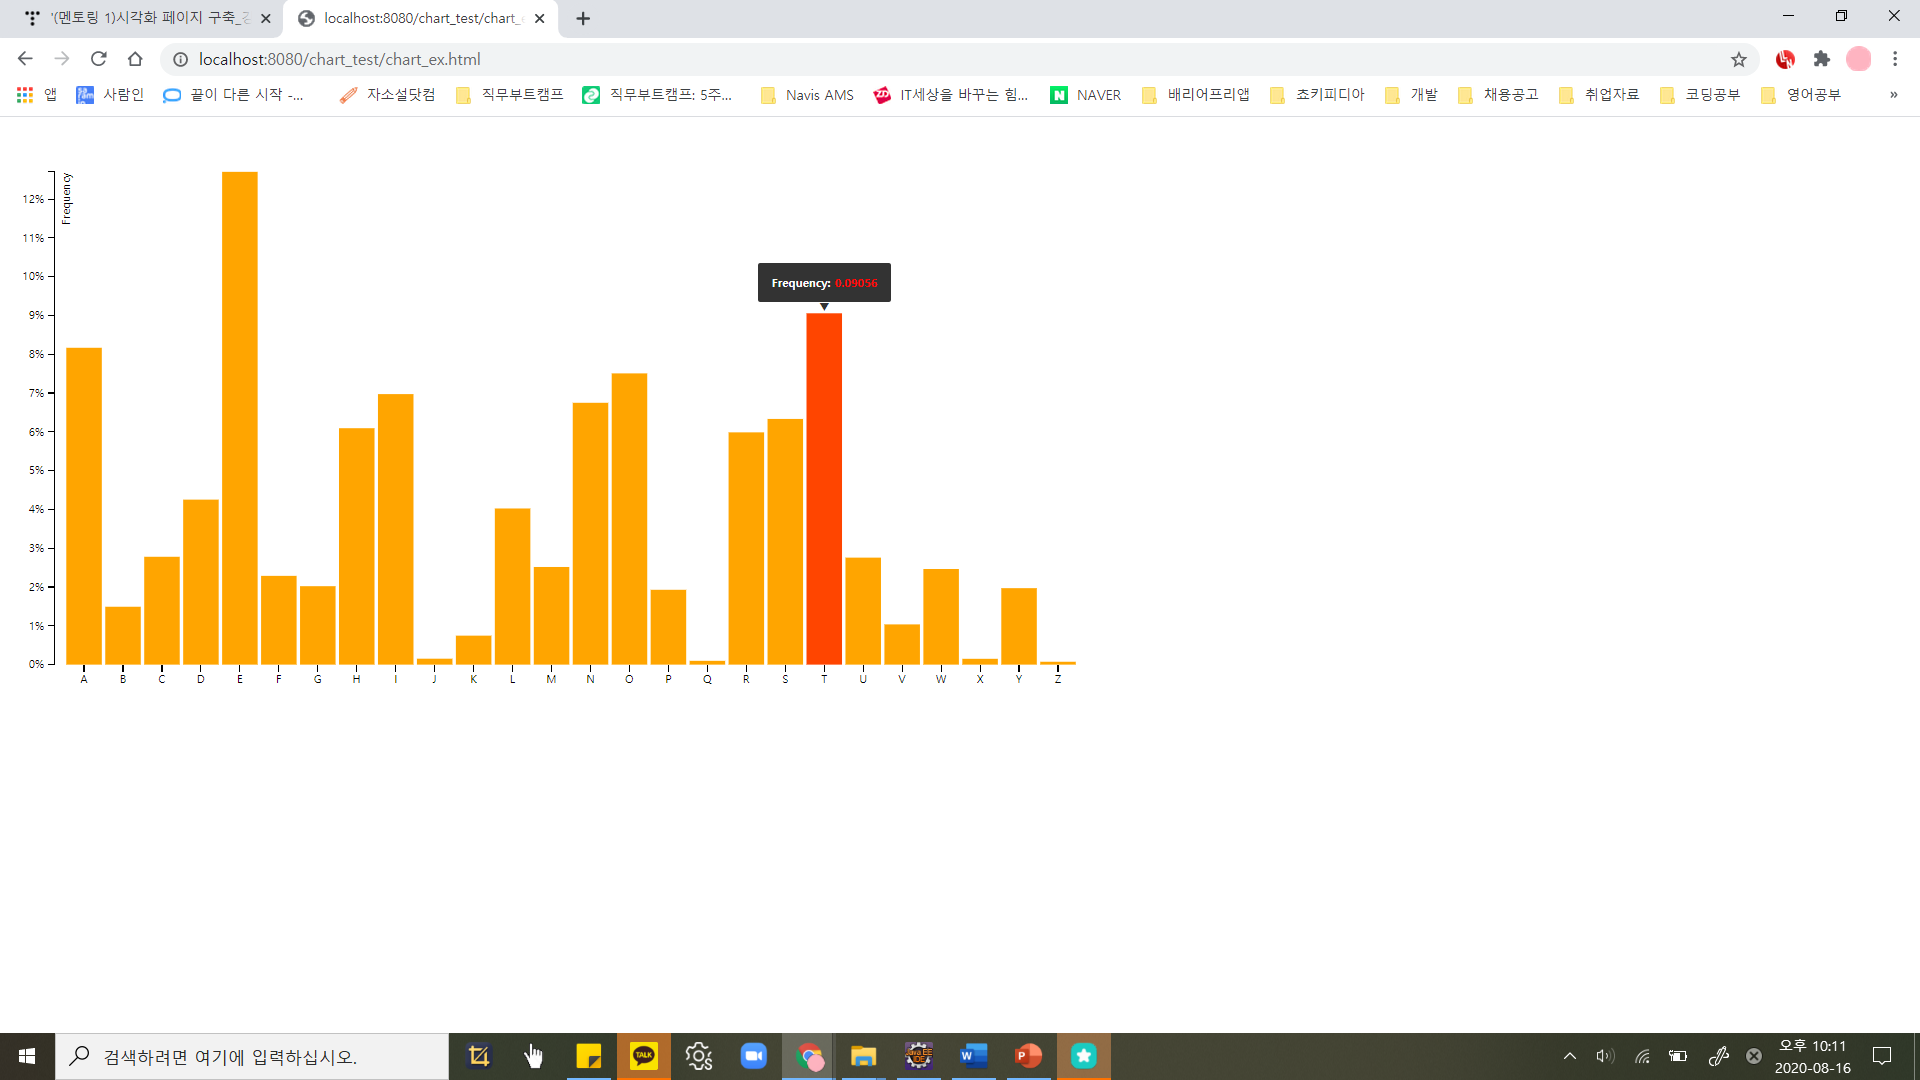 '(멘토링 1)시각화 페이지 구축_
localhost:8080/chart_test/chart_e
localhost:8080/chart_test/chart_ex.html
앱 사람인 끝이 다른 시작 -... 자소설닷컴 직무부트캠프 직무부트캠프: 5주... Navis AMS IT세상을 바꾸는 힘... NAVER 배리어프리앱 쵸키피디아 개발 채용공고 취업자료 코딩공부 영어공부 »
Frequency
12%
11%
10%
9%
8%
7%
6%
5%
4%
3%
2%
1%
0%
Frequency: 0.09056
A B C D E F G H I J K L M N O P Q R S T U V W X Y Z
검색하려면 여기에 입력하십시오.
TALK
Java EE
IDE
W
P
오후 10:11
2020-08-16